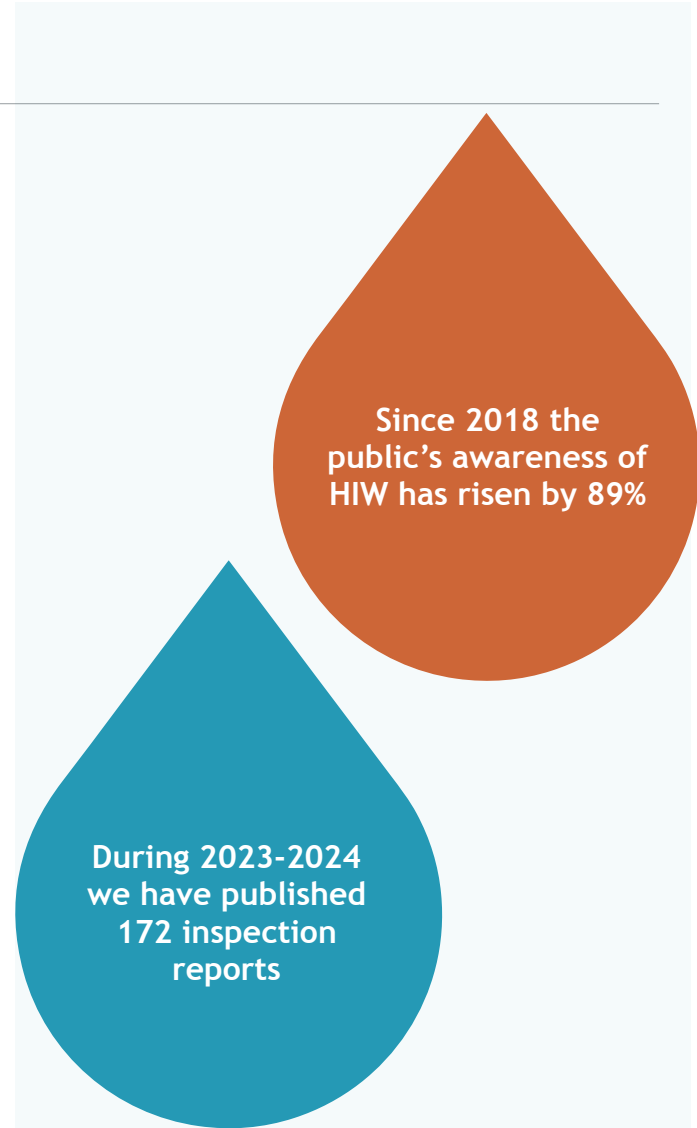 Since 2018 the
public’s awareness of
HIW has risen by 89%
During 2023-2024
we have published
172 inspection
reports